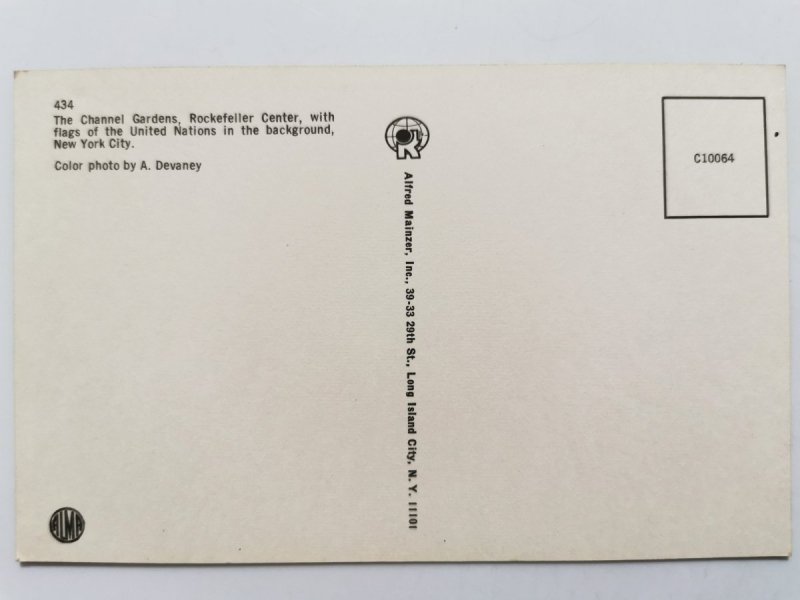 434
The Channel Gardens, Rockefeller Center, with
flags of the United Nations in the background,
New York City.
Color photo by A. Devaney
Alfred Mainzer, Inc., 39-33 29th St., Long Island City, N. Y. 11101
C10064
ALMA